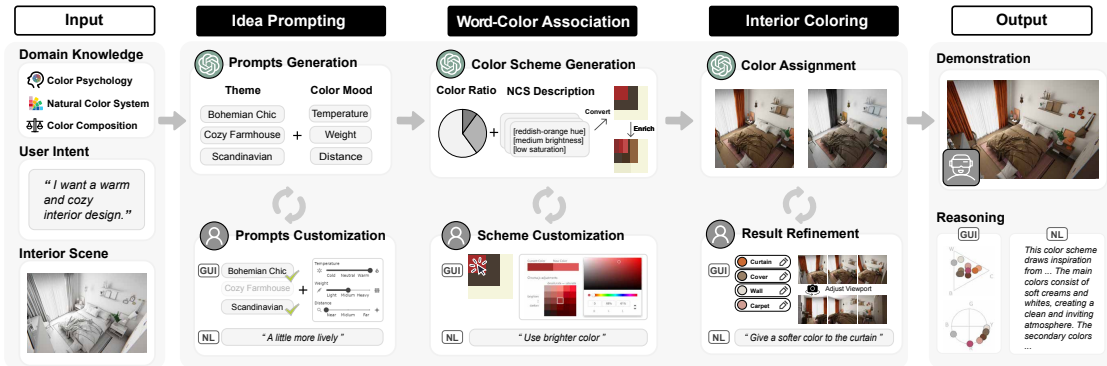 Input
Idea Prompting
Word-Color Association
Interior Coloring
Output
Domain Knowledge
Color Psychology
Natural Color System
Color Composition
User Intent
“ I want a warm
and cozy
interior design.”
Interior Scene
Prompts Generation
Theme
Color Mood
Bohemian Chic
Temperature
Cozy Farmhouse
+
Weight
Scandinavian
Distance
Prompts Customization
GUI
Bohemian Chic
Cozy Farmhouse
Scandinavian
+
Temperature
Cold Neutral Warm
Weight
Light Midium Heavy
Distance
Near Midium Far
NL
“ A little more lively”
Color Scheme Generation
Color Ratio
NCS Description
+
[reddish-orange hue]
[medium brightness]
[low saturation]
Convert
Enrich
Scheme Customization
GUI
NL
“ Use brighter color”
Color Assignment
Result Refinement
GUI
Curtain
Cover
Wall
Carpet
Adjust Viewport
NL
“ Give a softer color to the curtain”
Demonstration
Reasoning
GUI
NL
This color scheme
draws inspiration
from ... The main
colors consist of
soft creams and
whites, creating a
clean and inviting
atmosphere. The
secondary colors
...